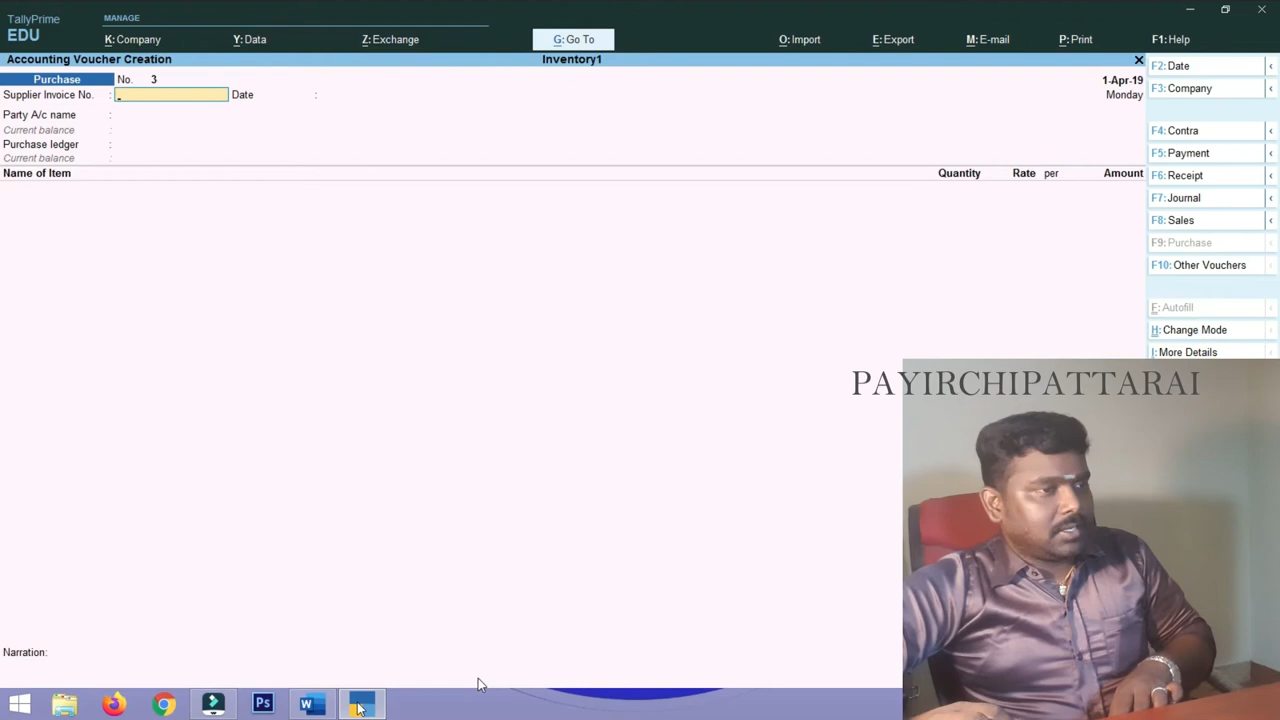 TallyPrime
EDU
MANAGE
K: Company
Y: Data
Z: Exchange
G: Go To
O: Import
E: Export
M: E-mail
P: Print
F1: Help
Accounting Voucher Creation
Inventory1
Purchase No. 3
1-Apr-19
Supplier Invoice No. : Date :
Monday
Party A/c name :
Current balance :
Purchase ledger :
Current balance :
Name of Item Quantity Rate per Amount
Narration:
F2: Date
F3: Company
F4: Contra
F5: Payment
F6: Receipt
F7: Journal
F8: Sales
F9: Purchase
F10: Other Vouchers
F: Autofill
H: Change Mode
I: More Details
PAYIRCHIPATTARAI
Ps
W